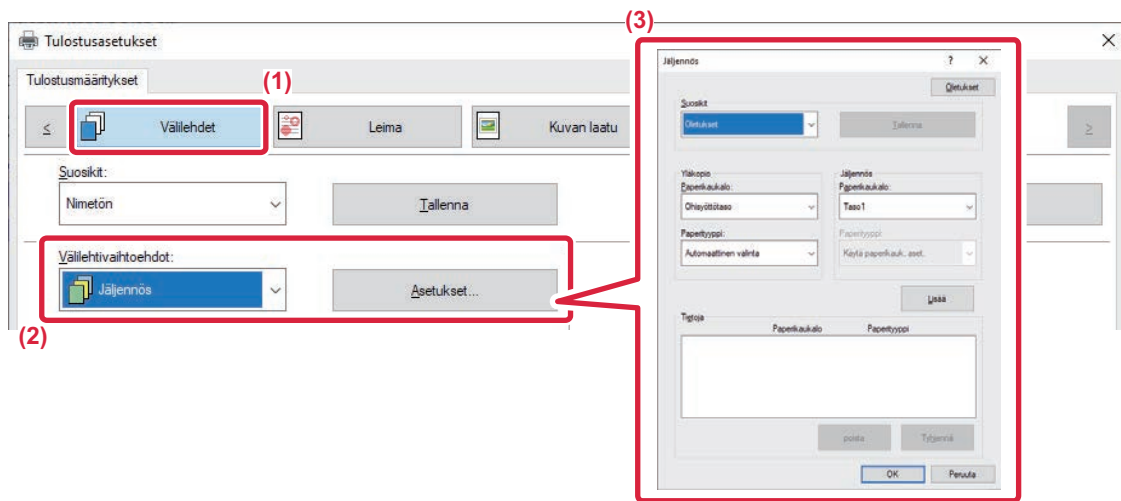 (3)
Tulostusasetukset
Tulostusmääritykset
(1)
≤ Välilehdet Leima Kuvan laatu ≥
Suosikit:
Nimetön Tallenna
Välilehtivaihtoehdot:
Jäljennös Asetukset...
(2)
Jäljennös ?
Oletukset
Suosikit
Oletukset Tallenna
Yläkopio Jäljennös
Paperikaukalo: Paperikaukalo:
Ohisyöttötaso Taso1
Paperityyppi: Paperityyppi
Automaattinen valinta Käytä paperikauk. aset.
Lisää
Tietoja
Paperikaukalo Paperityyppi
poista Tyhjennä
OK Peruuta